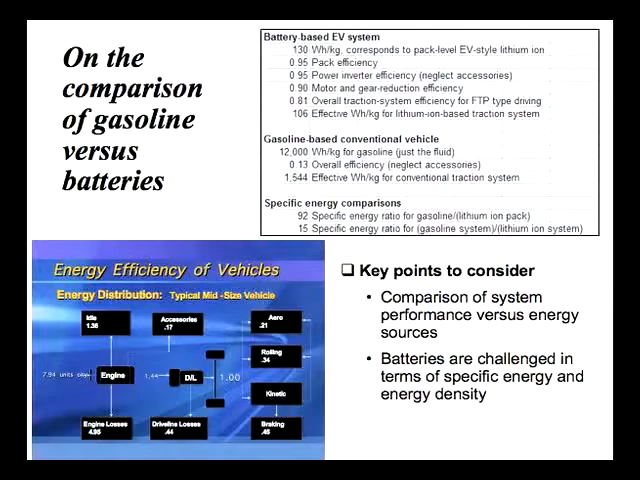 On the
comparison
of gasoline
versus
batteries
Battery-based EV system
130 Wh/kg, corresponds to pack-level EV-style lithium ion
0.95 Pack efficiency
0.95 Power inverter efficiency (neglect accessories)
0.90 Motor and gear-reduction efficiency
0.81 Overall traction-system efficiency for FTP type driving
106 Effective Wh/kg for lithium-ion-based traction system
Gasoline-based conventional vehicle
12,000 Wh/kg for gasoline (just the fluid)
0.13 Overall efficiency (neglect accessories)
1,544 Effective Wh/kg for conventional traction system
Specific energy comparisons
92 Specific energy ratio for gasoline/(lithium ion pack)
15 Specific energy ratio for (gasoline system)/(lithium ion system)
Energy Efficiency of Vehicles
Energy Distribution: Typical Mid -Size Vehicle
Idle
1.36
Accessories
.17
Aero
.21
Rolling
.34
7.94 units
Engine
1.44
D/L
1.00
Kinetic
Engine Losses
4.95
Driveline Losses
.44
Braking
.45
❑ Key points to consider
• Comparison of system
performance versus energy
sources
• Batteries are challenged in
terms of specific energy and
energy density